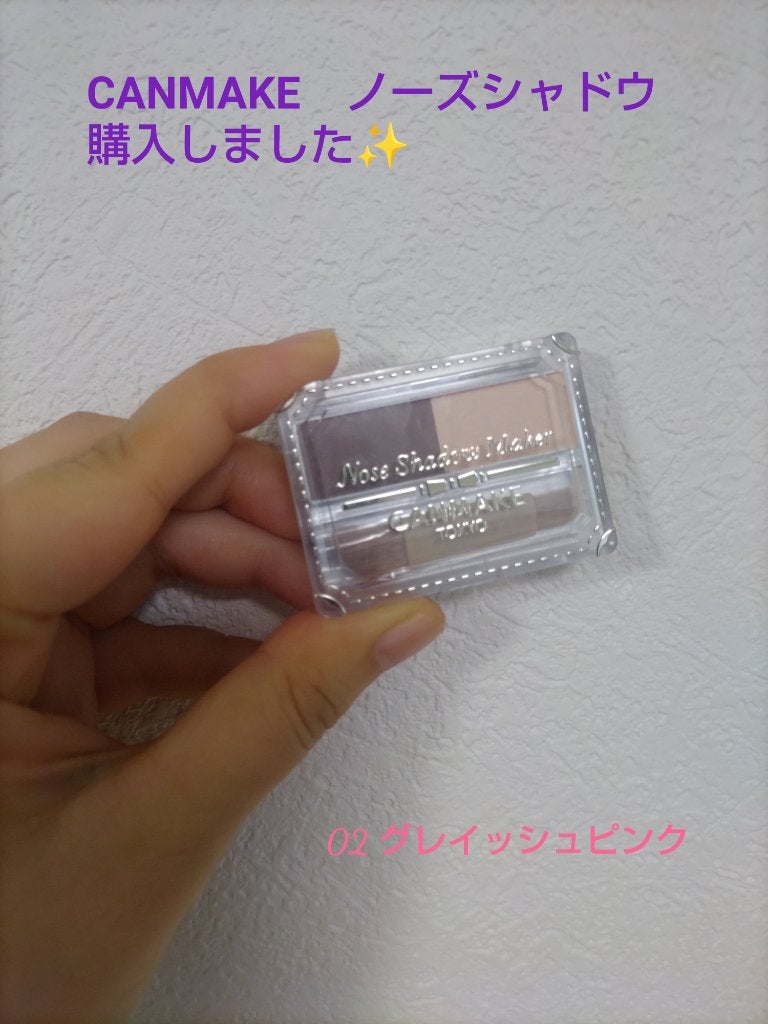 CANMAKE ノーズシャドウ
購入しました✨
Nose Shadow Maker
CANMAKE
TOKYO
02 グレイッシュピンク